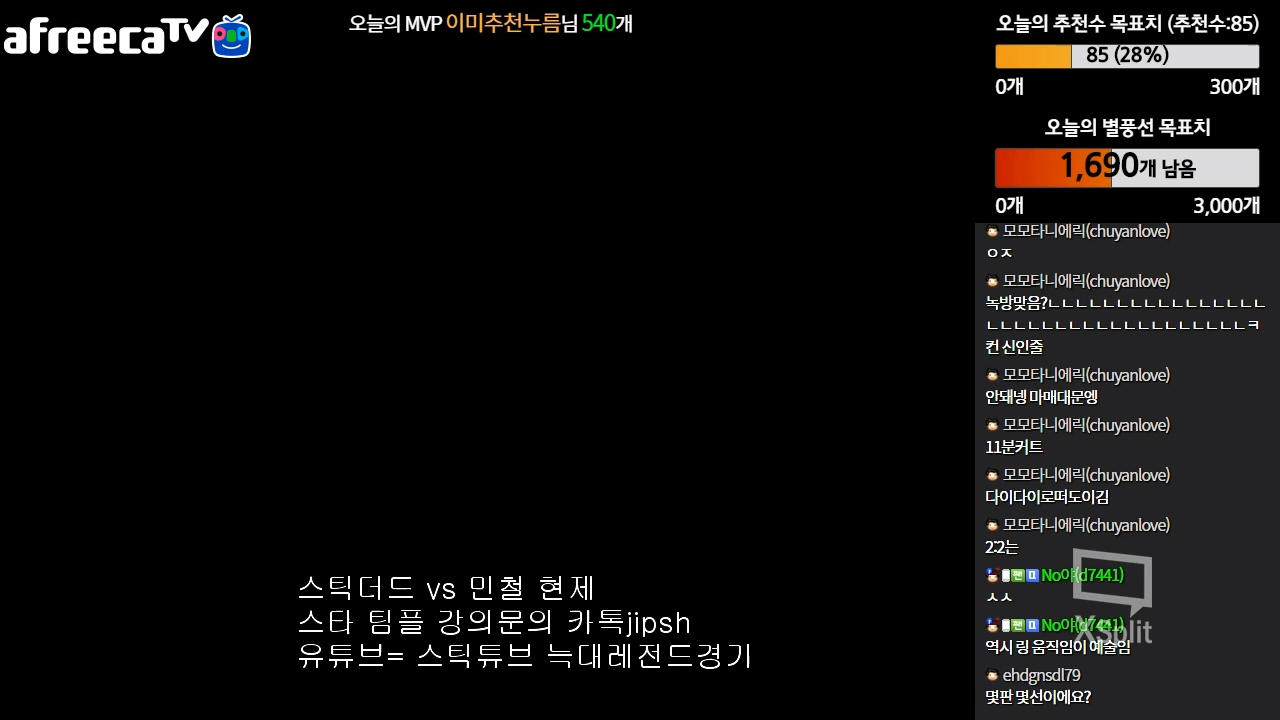 afreecaTV
오늘의 MVP 이미추천누름님 540개
오늘의 추천수 목표치 (추천수:85)
85 (28%)
0개 300개
오늘의 별풍선 목표치
1,690개 남음
0개 3,000개
모모타니에릭(chuyanlove)
ㅇㅈ
모모타니에릭(chuyanlove)
녹방맞음?ㄴㄴㄴㄴㄴㄴㄴㄴㄴㄴㄴㄴㄴㄴㄴㄴ
ㄴㄴㄴㄴㄴㄴㄴㄴㄴㄴㄴㄴㄴㄴㄴㄴㄴㄴㄴㅋ
컨 신인줄
모모타니에릭(chuyanlove)
안돼넹 마매대문엥
모모타니에릭(chuyanlove)
11분커트
모모타니에릭(chuyanlove)
다이다이로떠도이김
모모타니에릭(chuyanlove)
2:2는
팬 No야(d7441)
ㅅㅅ
팬 No야(d7441)
XSplit
역시 링 움직임이 예술임
ehdgnsdl79
몇판 몇선이에요?
스틱더드 vs 민철 현제
스타 팀플 강의문의 카톡jipsh
유튜브= 스틱튜브 늑대레전드경기